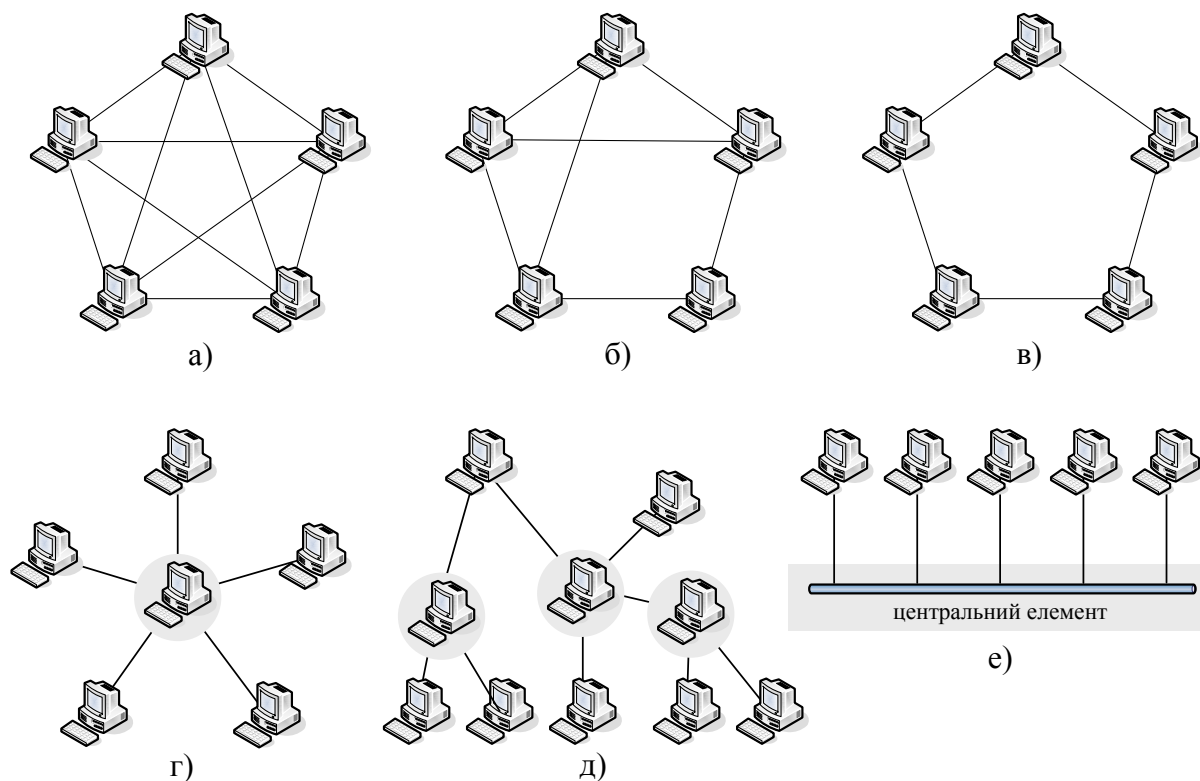 а)
б)
в)
центральний елемент
г)
д)
е)